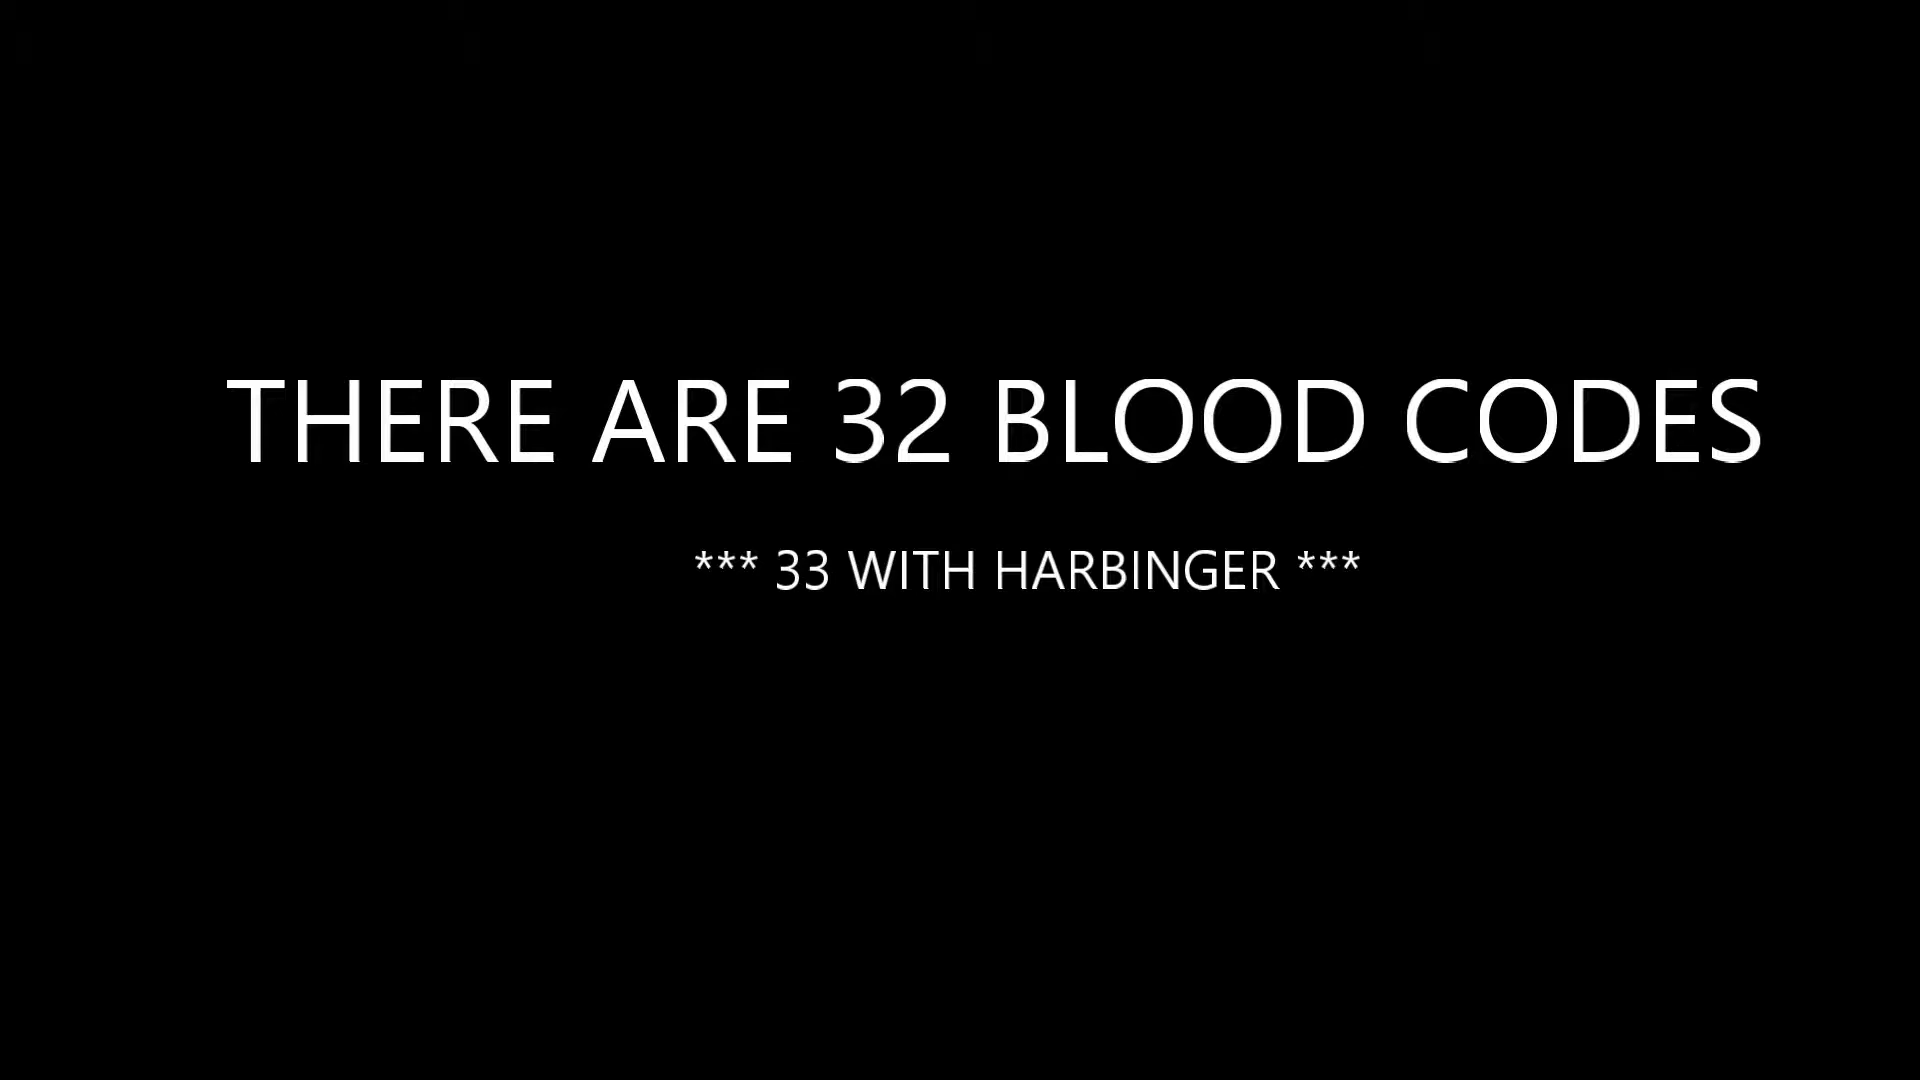 THERE ARE 32 BLOOD CODES
*** 33 WITH HARBINGER ***